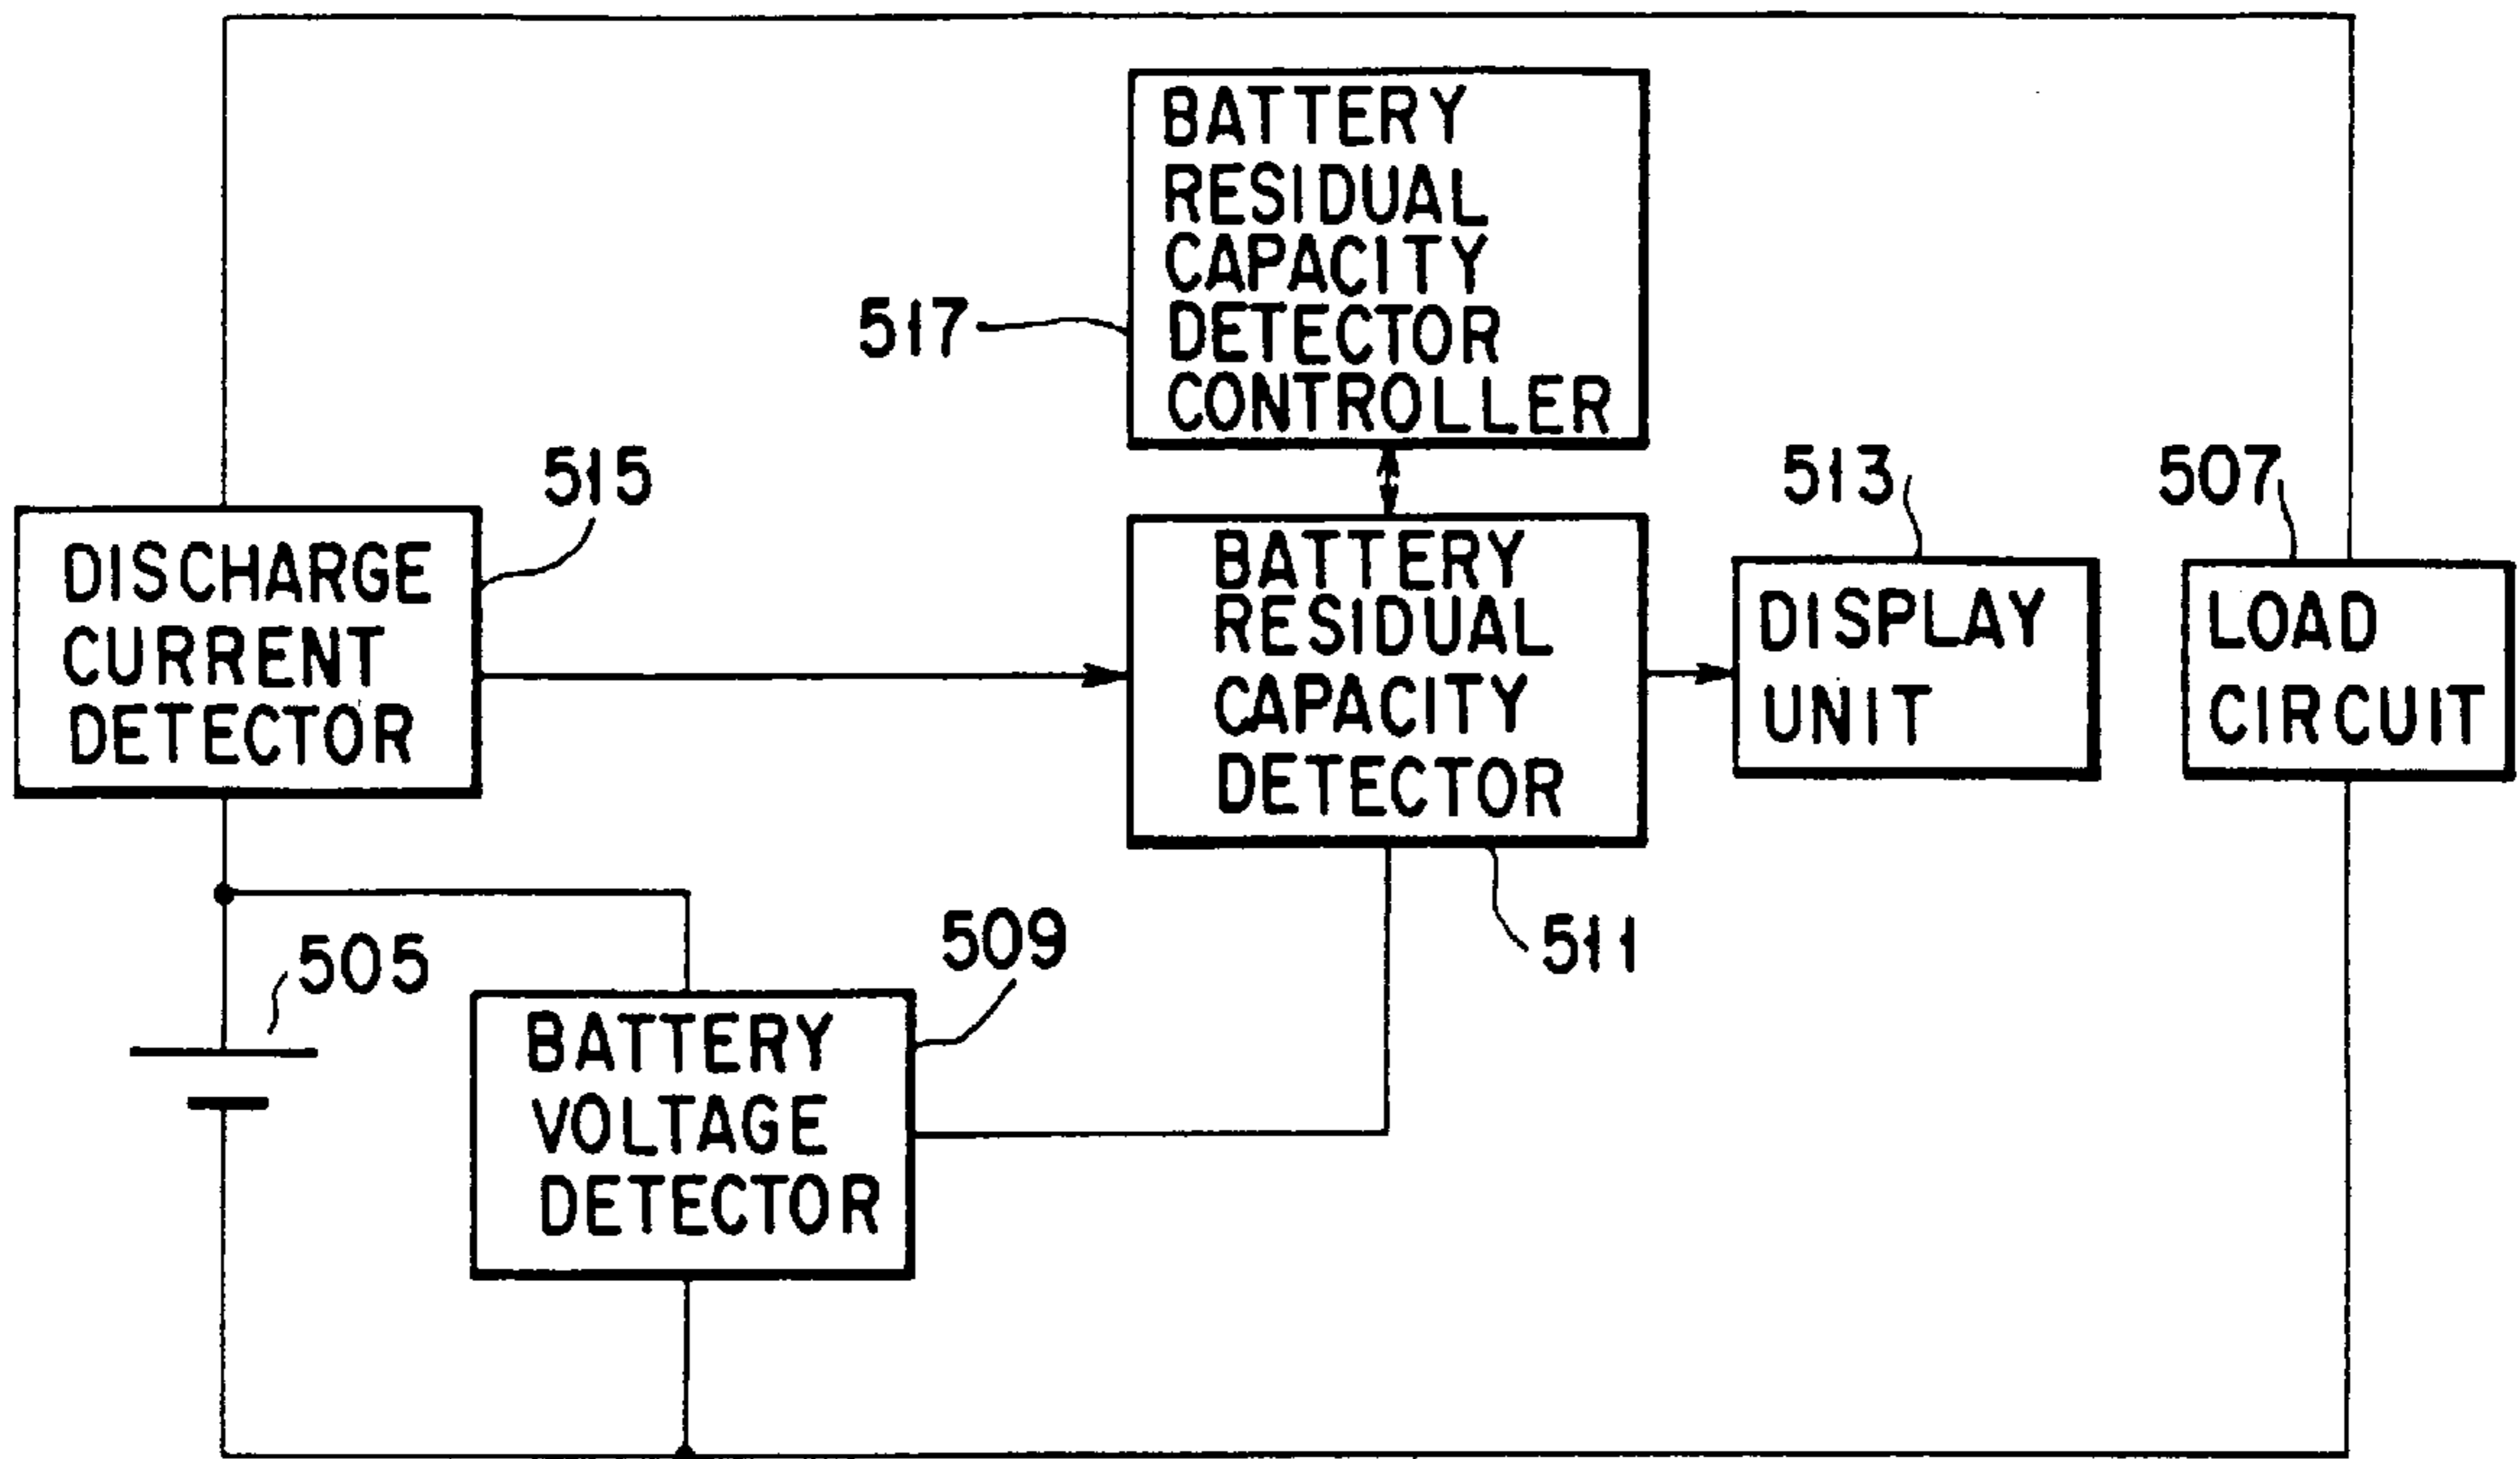 BATTERY
RESIDUAL
CAPACITY
DETECTOR
CONTROLLER
517
515
513
507
DISCHARGE
CURRENT
DETECTOR
BATTERY
RESIDUAL
CAPACITY
DETECTOR
DISPLAY
UNIT
LOAD
CIRCUIT
505
509
511
BATTERY
VOLTAGE
DETECTOR